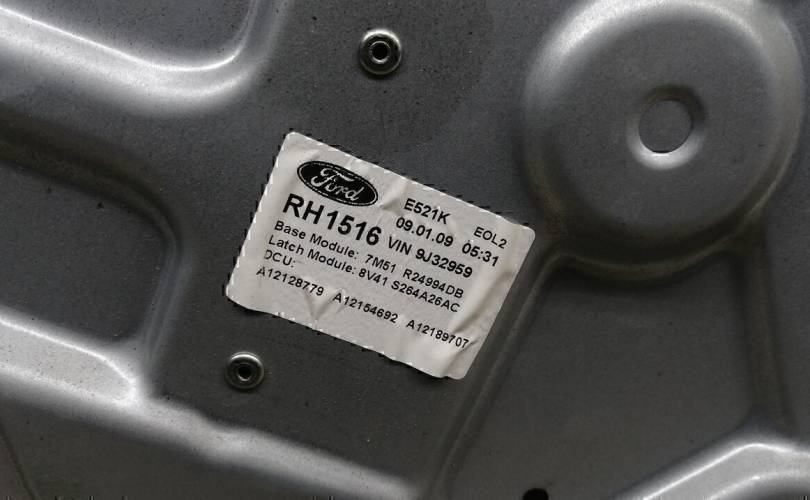 Ford E521K EOL2
RH1516 09.01.09 05:31
VIN 9J32959
Base Module: 7M51 R24994DB
Latch Module: 8V41 S264A26AC
DCU:
A12128779 A12154692 A12189707